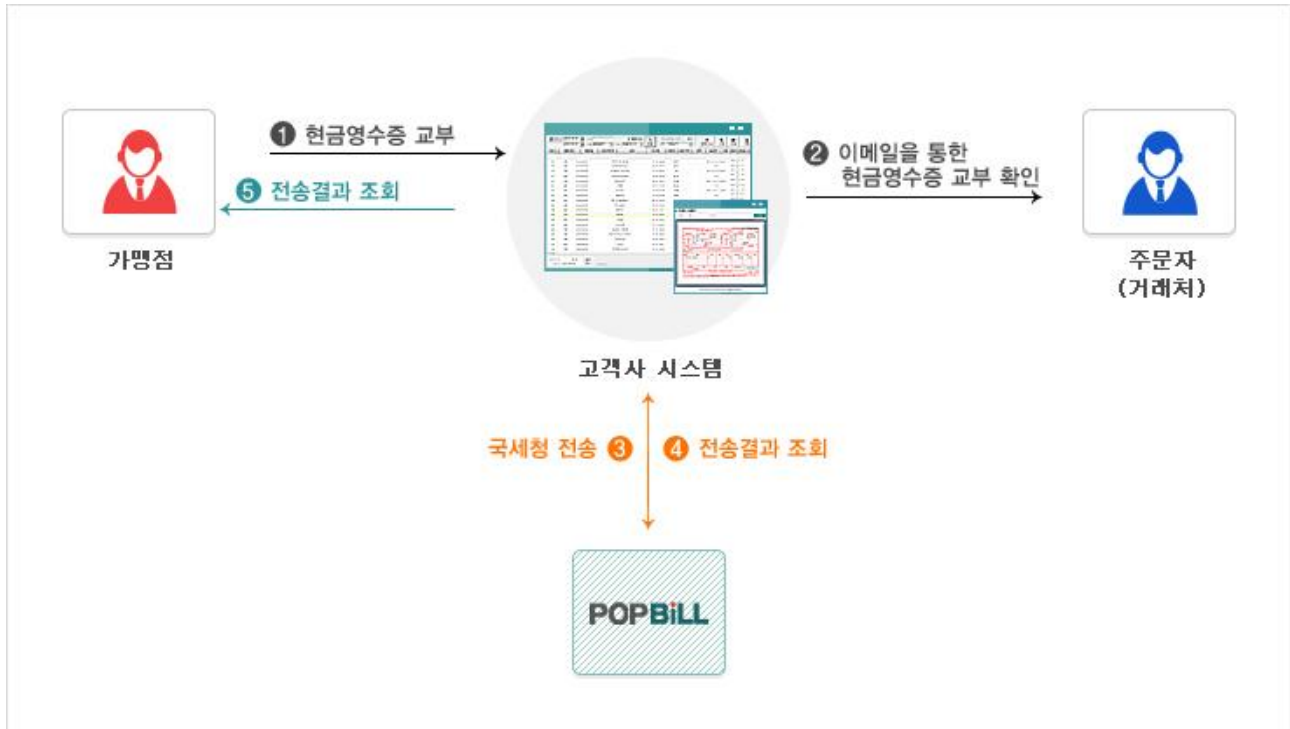 ❶ 현금영수증 교부
❺ 전송결과 조회
가맹점
❷ 이메일을 통한
현금영수증 교부 확인
주문자
(거래처)
고객사 시스템
국세청 전송 ❸
❹ 전송결과 조회
POPBiLL